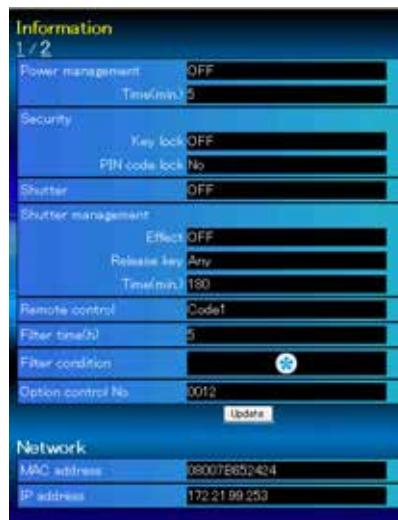 Information
1 / 2
Power management OFF
Time(min.) 5
Security
Key lock OFF
PIN code lock No
Shutter OFF
Shutter management
Effect OFF
Release key Any
Time(min.) 180
Remote control Code1
Filter time(h) 5
Filter condition
Option control No 0012
Update
Network
MAC address 08007B652424
IP address 172.21.99.253